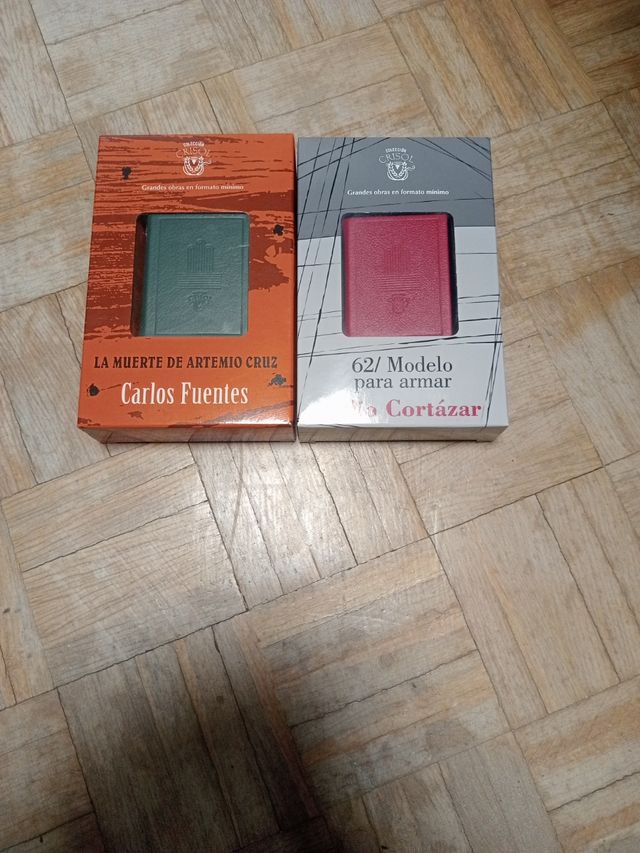 COLECCIÓN
CRISOL
Grandes obras en formato mínimo
LA MUERTE DE ARTEMIO CRUZ
Carlos Fuentes
COLECCIÓN
CRISOL
Grandes obras en formato mínimo
62/ Modelo
para armar
Cortázar